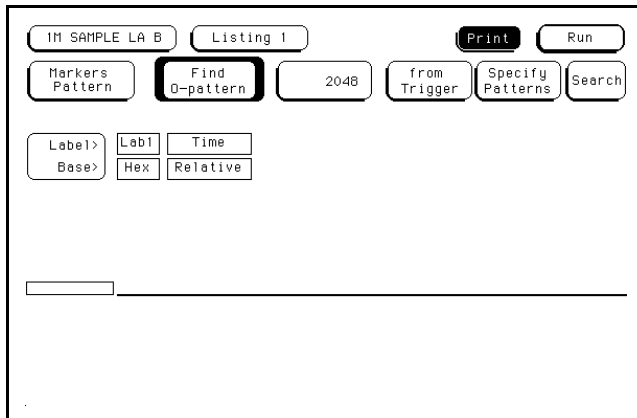 1M SAMPLE LA B Listing 1 Print Run
Markers Pattern Find O-pattern 2048 from Trigger Specify Patterns Search
Label> Lab1 Time
Base> Hex Relative